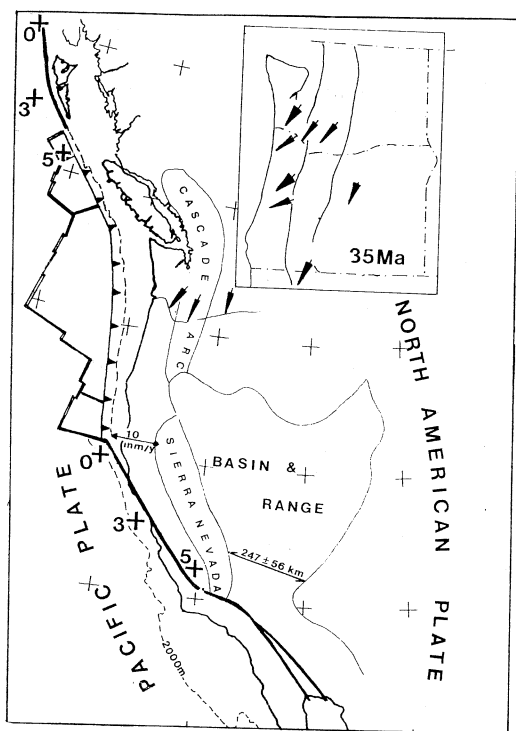 0
3
5
CASCADE
ARC
35Ma
NORTH AMERICAN PLATE
10
mm/y
0
SIERRA NEVADA
BASIN &
RANGE
3
5
247 ± 56 km
PACIFIC PLATE
2000m